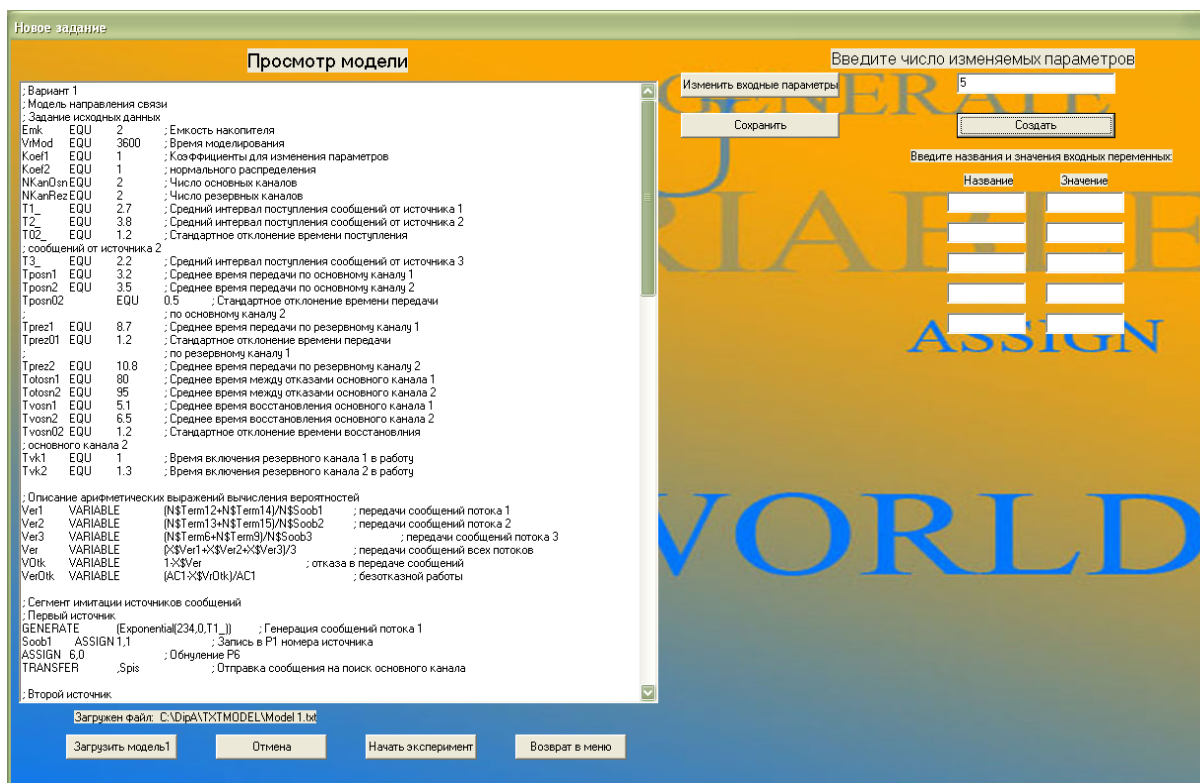 Новое задание
Просмотр модели
; Вариант 1
; Модель направления связи
; Задание исходных данных
Emk EQU 2 ; Емкость накопителя
VrMod EQU 3600 ; Время моделирования
Koef1 EQU 1 ; Коэффициенты для изменения параметров
Koef2 EQU 1 ; нормального распределения
NKanOsn EQU 2 ; Число основных каналов
NKanRez EQU 2 ; Число резервных каналов
T1_ EQU 2.7 ; Средний интервал поступления сообщений от источника 1
T2_ EQU 3.8 ; Средний интервал поступления сообщений от источника 2
T02_ EQU 1.2 ; Стандартное отклонение времени поступления
; сообщений от источника 2
T3_ EQU 2.2 ; Средний интервал поступления сообщений от источника 3
Tposn1 EQU 3.2 ; Среднее время передачи по основному каналу 1
Tposn2 EQU 3.5 ; Среднее время передачи по основному каналу 2
Tposn02 EQU 0.5 ; Стандартное отклонение времени передачи
; ; по основному каналу 2
Tprez1 EQU 8.7 ; Среднее время передачи по резервному каналу 1
Tprez01 EQU 1.2 ; Стандартное отклонение времени передачи
; ; по резервному каналу 1
Tprez2 EQU 10.8 ; Среднее время передачи по резервному каналу 2
Totosn1 EQU 80 ; Среднее время между отказами основного канала 1
Totosn2 EQU 95 ; Среднее время между отказами основного канала 2
Tvosn1 EQU 5.1 ; Среднее время восстановления основного канала 1
Tvosn2 EQU 6.5 ; Среднее время восстановления основного канала 2
Tvosn02 EQU 1.2 ; Стандартное отклонение времени восстановлния
; основного канала 2
Tvk1 EQU 1 ; Время включения резервного канала 1 в работу
Tvk2 EQU 1.3 ; Время включения резервного канала 2 в работу
; Описание арифметических выражений вычисления вероятностей
Ver1 VARIABLE (N$Term12+N$Term14)/N$Soob1 ; передачи сообщений потока 1
Ver2 VARIABLE (N$Term13+N$Term15)/N$Soob2 ; передачи сообщений потока 2
Ver3 VARIABLE (N$Term6+N$Term9)/N$Soob3 ; передачи сообщений потока 3
Ver VARIABLE (X$Ver1+X$Ver2+X$Ver3)/3 ; передачи сообщений всех потоков
VOtk VARIABLE 1-X$Ver ; отказа в передаче сообщений
VerOtk VARIABLE (AC1-X$VrOtk)/AC1 ; безотказной работы
; Сегмент имитации источников сообщений
; Первый источник
GENERATE (Exponential(234,0,T1_)) ; Генерация сообщений потока 1
Soob1 ASSIGN 1,1 ; Запись в P1 номера источника
ASSIGN 6,0 ; Обнуление P6
TRANSFER ,Spis ; Отправка сообщения на поиск основного канала
; Второй источник
Загружен файл: C:\DipA\TXTMODEL\Model1.txt
Загрузить модель1 Отмена Начать эксперимент Возврат в меню
Введите число изменяемых параметров
Изменить входные параметры 5
Сохранить Создать
Введите названия и значения входных переменных:
Название Значение
GENERATE
ASSIGN
WORLD